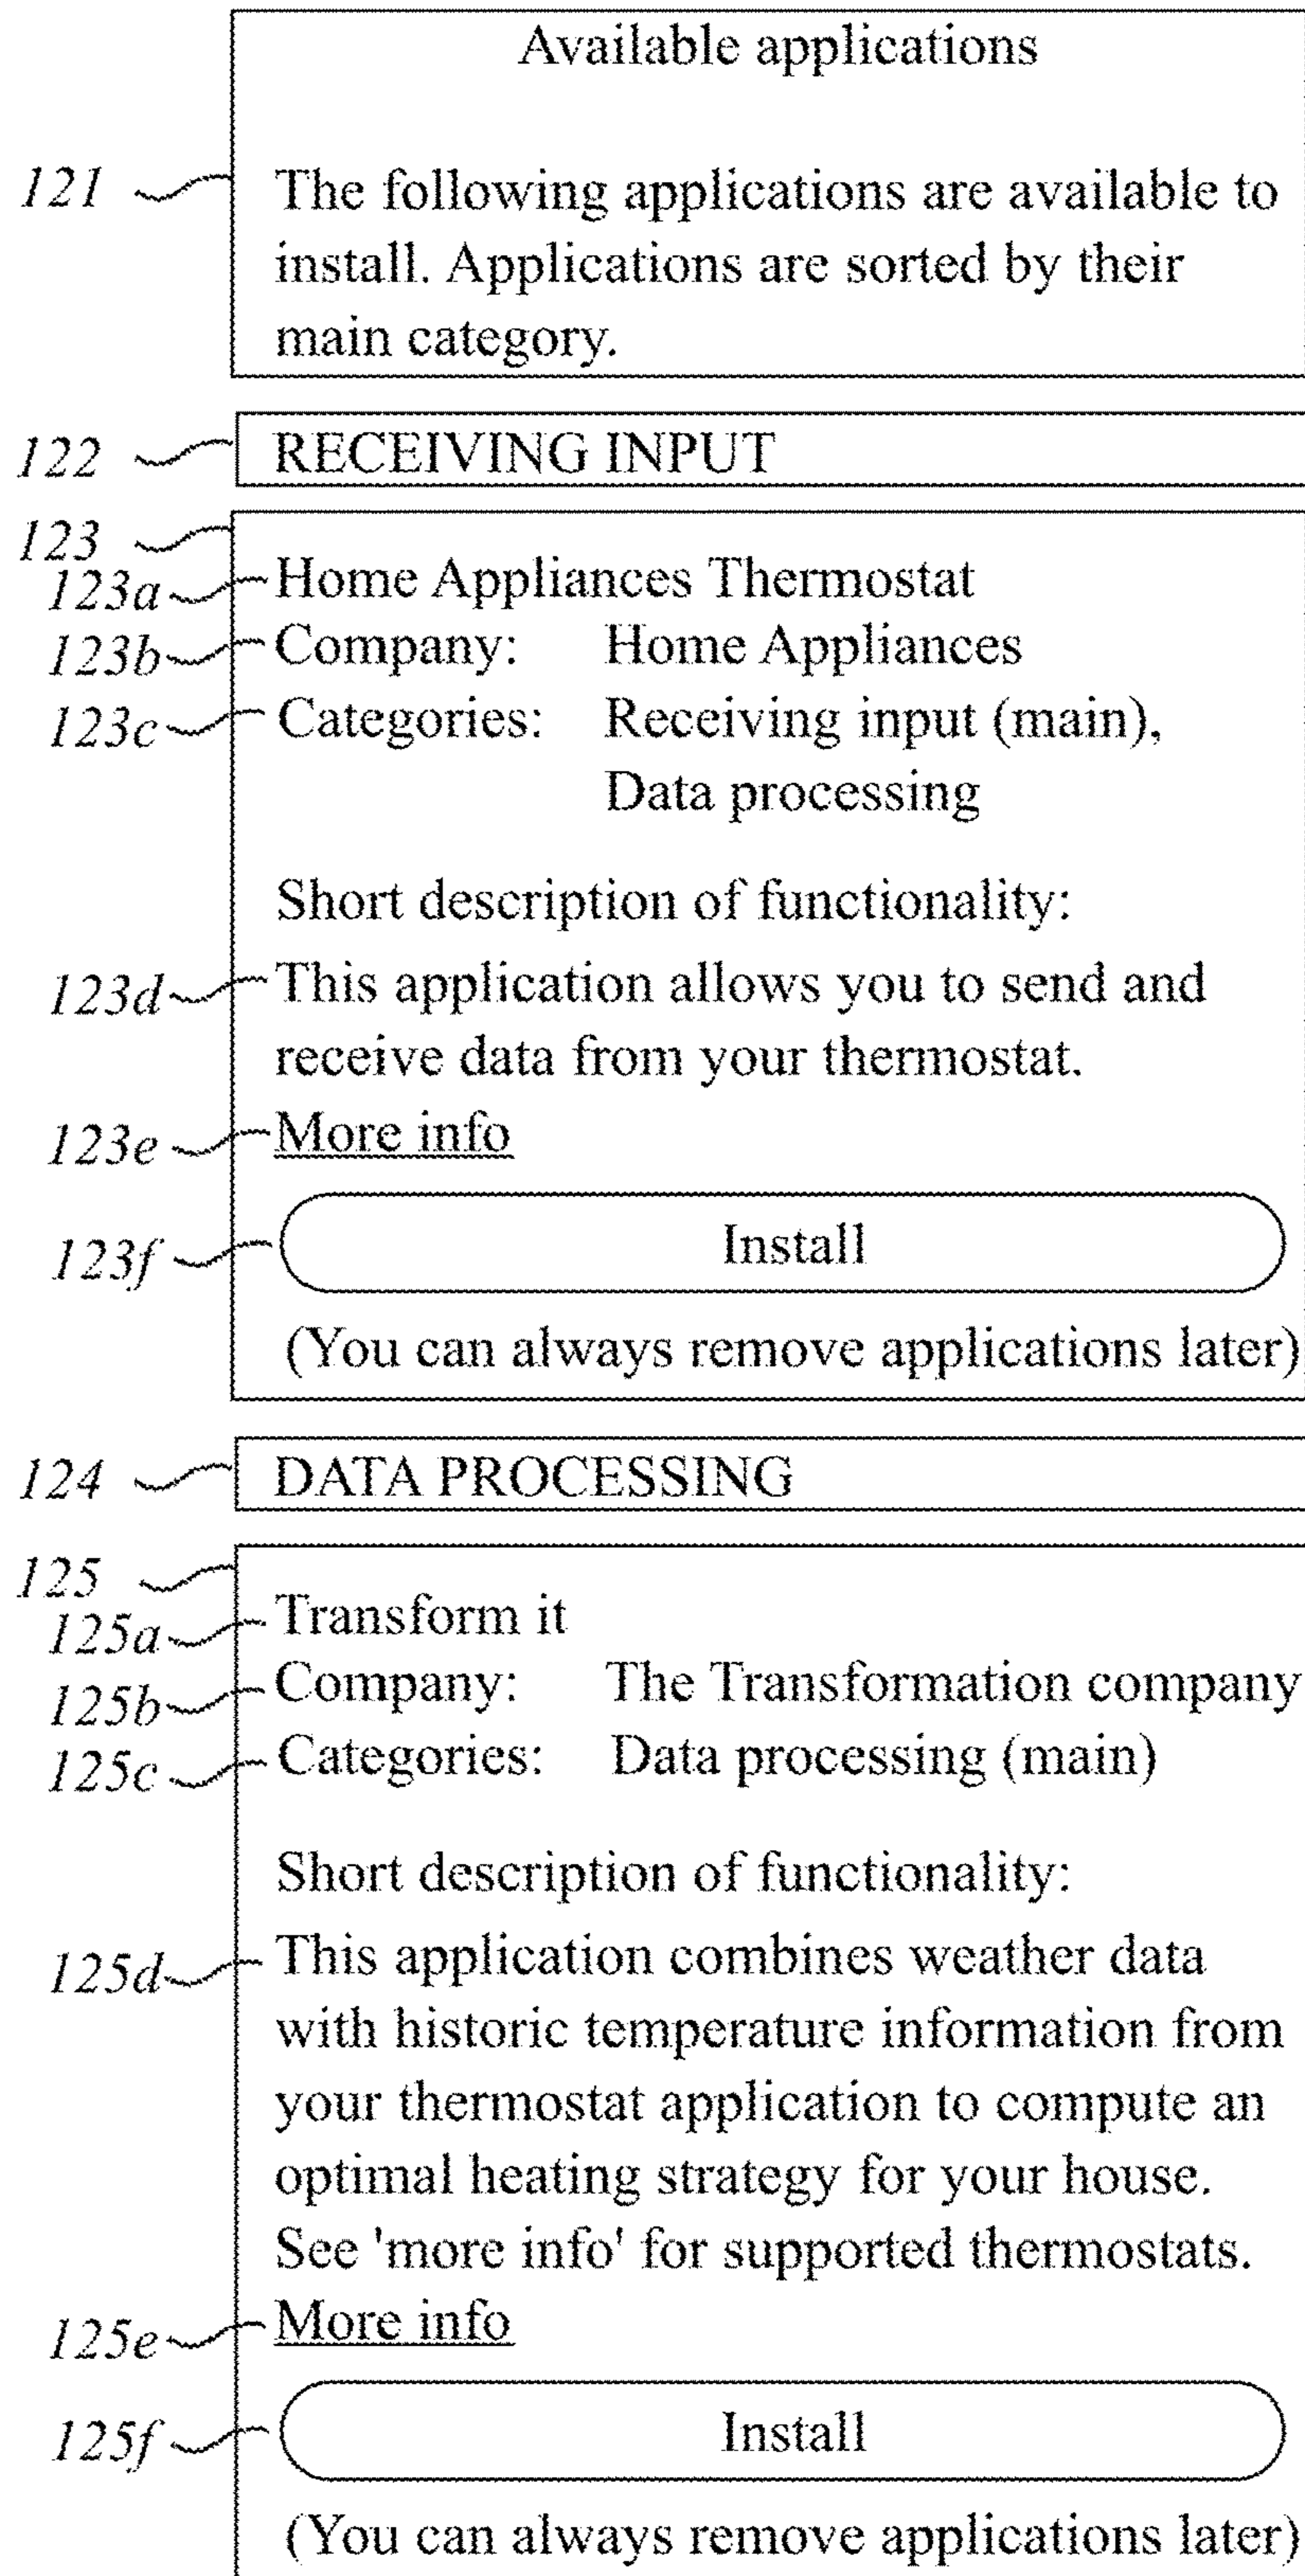 Available applications
121 The following applications are available to
install. Applications are sorted by their
main category.
122 RECEIVING INPUT
123
123a Home Appliances Thermostat
123b Company: Home Appliances
123c Categories: Receiving input (main),
Data processing
Short description of functionality:
123d This application allows you to send and
receive data from your thermostat.
123e More info
123f Install
(You can always remove applications later)
124 DATA PROCESSING
125
125a Transform it
125b Company: The Transformation company
125c Categories: Data processing (main)
Short description of functionality:
125d This application combines weather data
with historic temperature information from
your thermostat application to compute an
optimal heating strategy for your house.
See 'more info' for supported thermostats.
125e More info
125f Install
(You can always remove applications later)